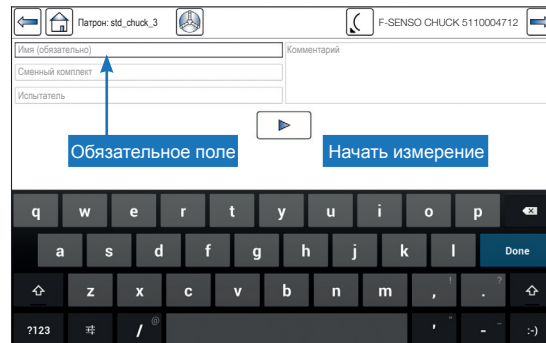 Патрон: std_chuck_3
F-SENSO CHUCK 5110004712
Имя (обязательно)
Комментарий
Сменный комплект
Испытатель
Обязательное поле
Начать измерение
q w e r t y u i o p
a s d f g h j k l Done
z x c v b n m , ! . ?
?123 / @ ' " - _ :-)